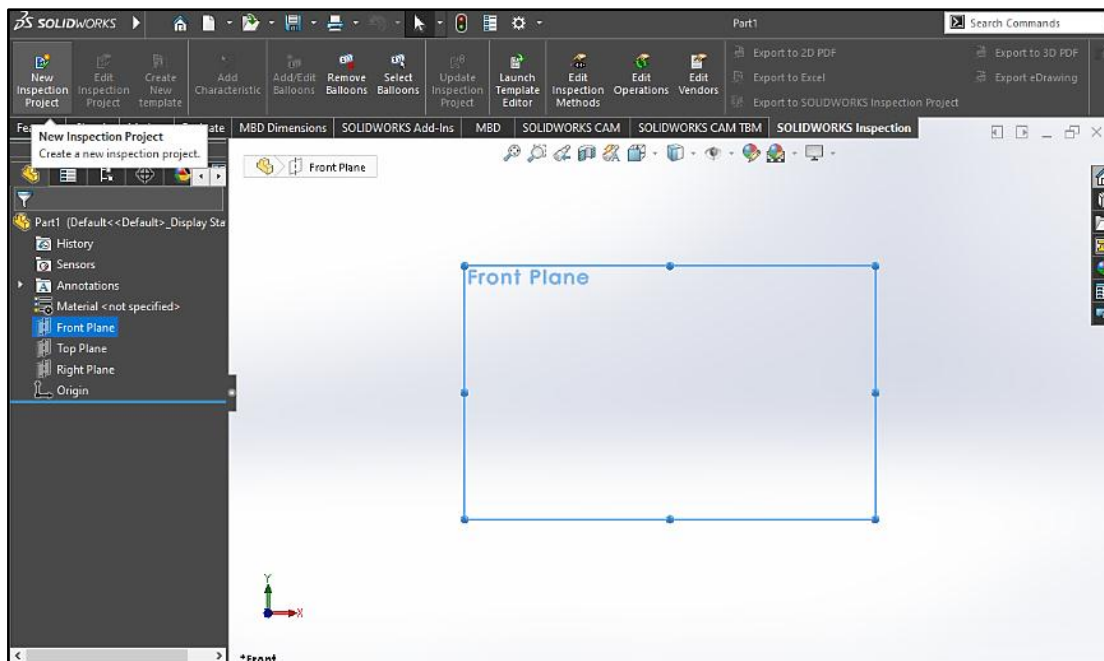 SOLIDWORKS
Part1
Search Commands
New Inspection Project
Edit Inspection Project
Create New template
Add Characteristic
Add/Edit Balloons
Remove Balloons
Select Balloons
Update Inspection Project
Launch Template Editor
Edit Inspection Methods
Edit Operations
Edit Vendors
Export to 2D PDF
Export to Excel
Export to SOLIDWORKS Inspection Project
Export to 3D PDF
Export eDrawing
MBD Dimensions
SOLIDWORKS Add-Ins
MBD
SOLIDWORKS CAM
SOLIDWORKS CAM TBM
SOLIDWORKS Inspection
New Inspection Project
Create a new inspection project.
Front Plane
Part1 (Default<<Default>_Display Sta
History
Sensors
Annotations
Material <not specified>
Front Plane
Top Plane
Right Plane
Origin
Front Plane
Y
X
*Front